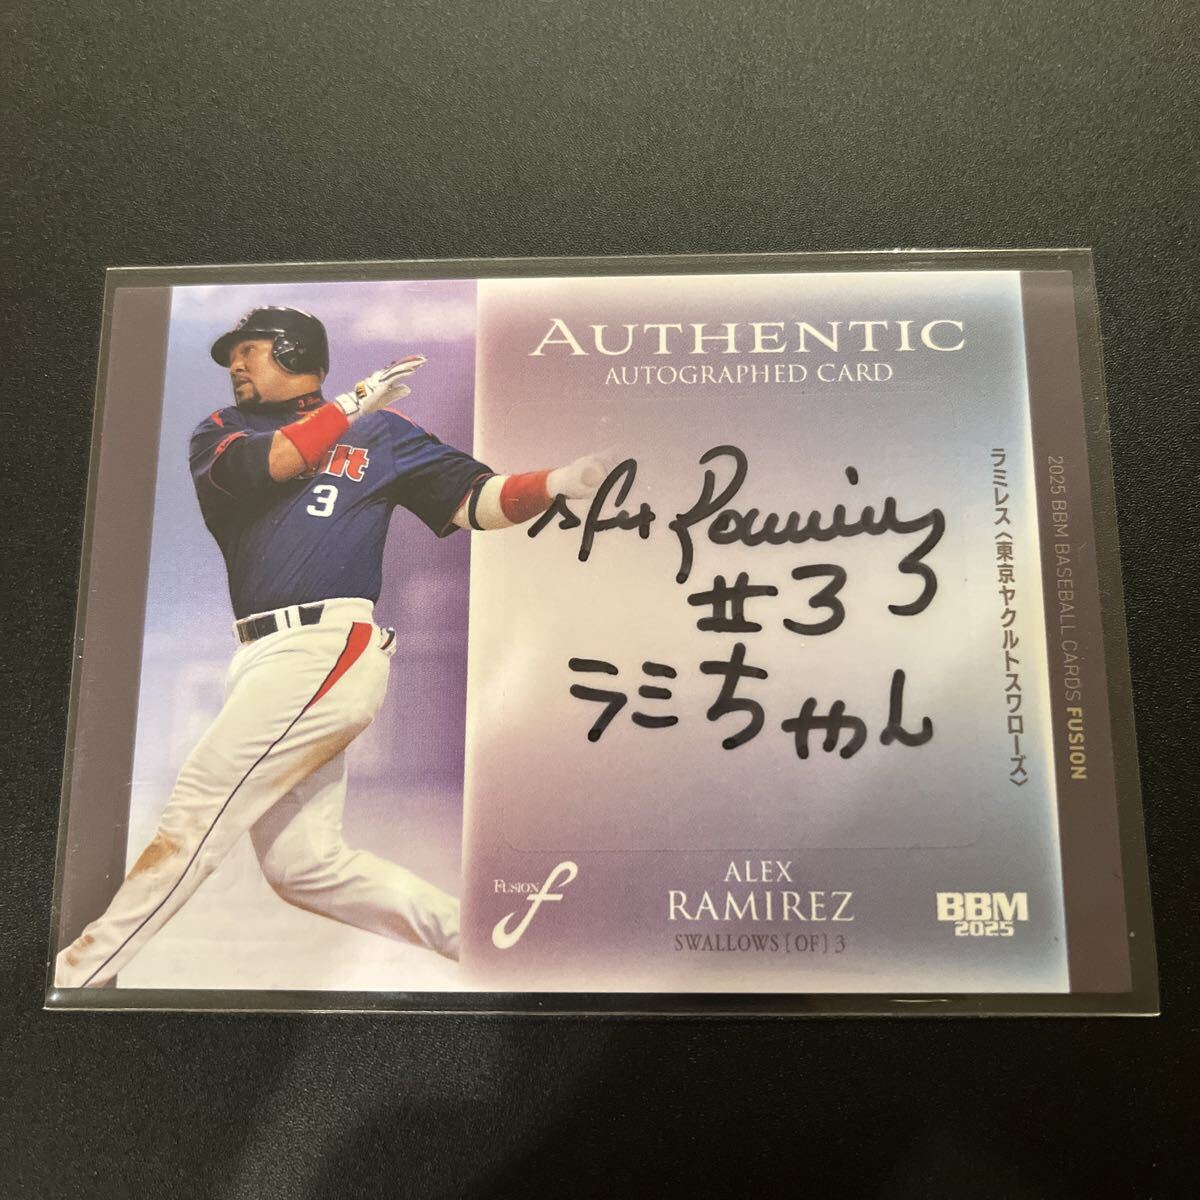 AUTHENTIC
AUTOGRAPHED CARD
Ramirez
#3
ラミちゃん
ラミレス〈東京ヤクルトスワローズ〉
2025 BBM BASEBALL CARDS FUSION
3
FUSION
f
ALEX
RAMIREZ
SWALLOWS [OF] 3
BBM
2025